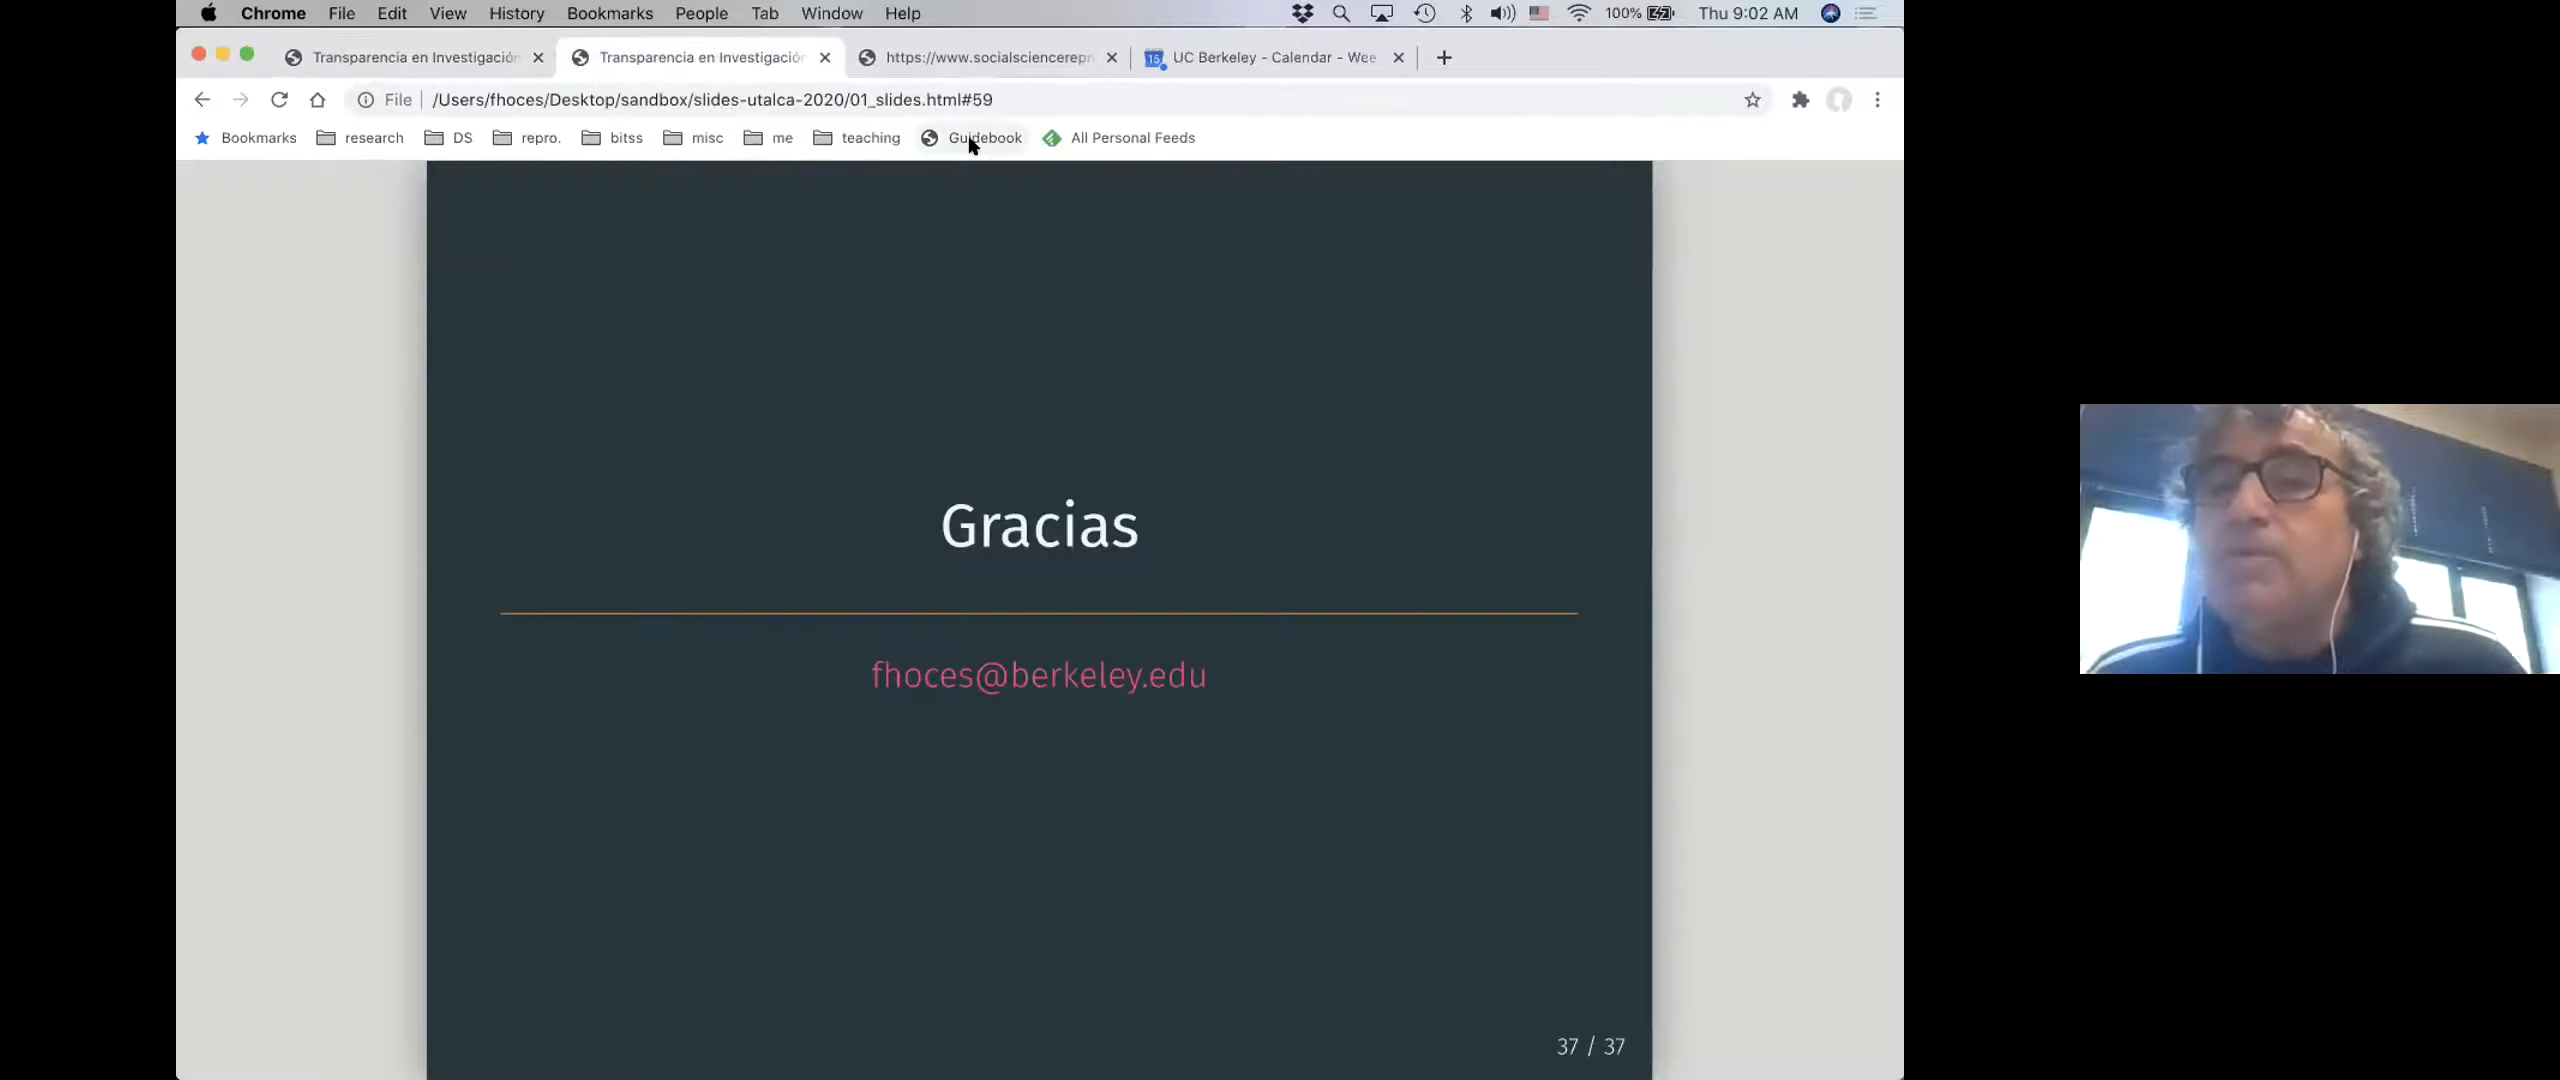 Chrome File Edit View History Bookmarks People Tab Window Help 100% Thu 9:02 AM
Transparencia en Investigación Transparencia en Investigación https://www.socialsciencerepr 15 UC Berkeley - Calendar - Wee
File /Users/fhoces/Desktop/sandbox/slides-utalca-2020/01_slides.html#59
Bookmarks research DS repro. bitss misc me teaching Guidebook All Personal Feeds
Gracias
fhoces@berkeley.edu
37 / 37